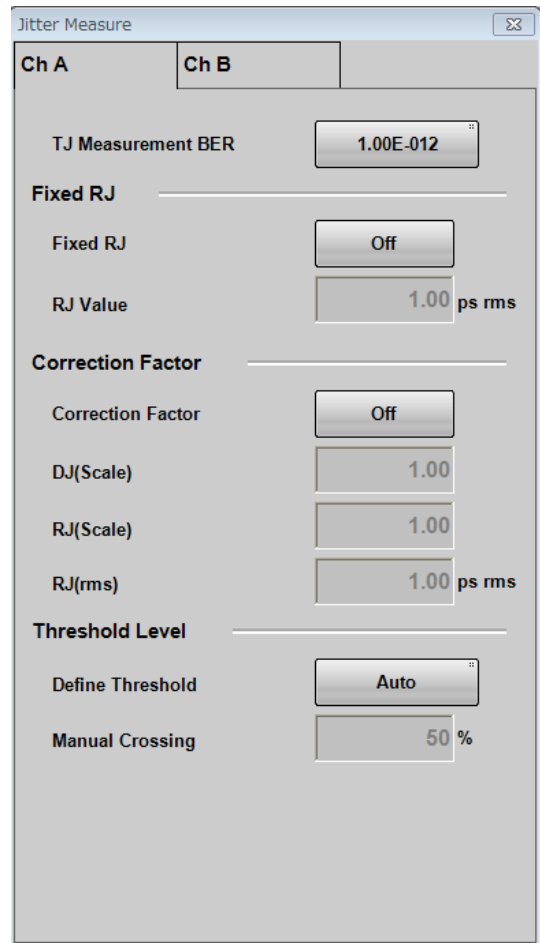 Jitter Measure
Ch A Ch B
TJ Measurement BER 1.00E-012
Fixed RJ
Fixed RJ Off
RJ Value 1.00 ps rms
Correction Factor
Correction Factor Off
DJ(Scale) 1.00
RJ(Scale) 1.00
RJ(rms) 1.00 ps rms
Threshold Level
Define Threshold Auto
Manual Crossing 50 %